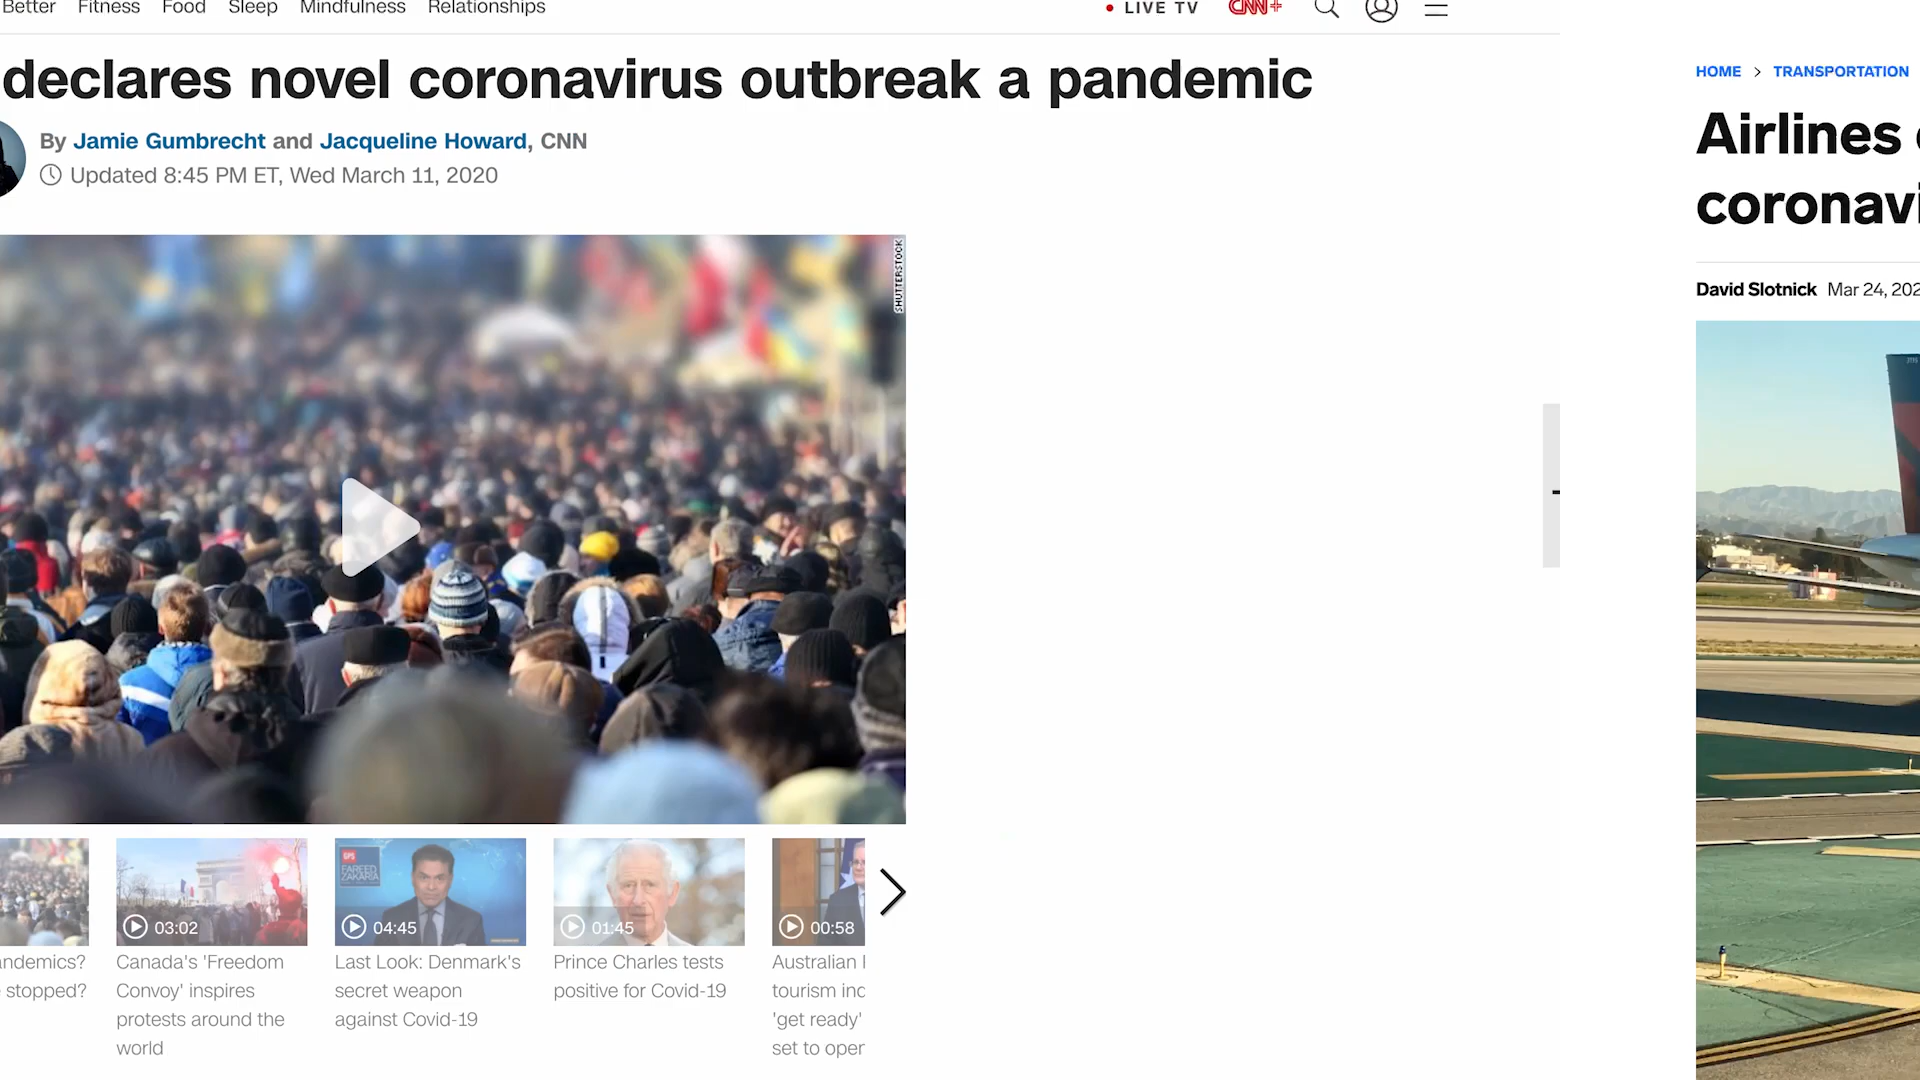 Better Fitness Food Sleep Mindfulness Relationships
LIVE TV CNN+
declares novel coronavirus outbreak a pandemic
By Jamie Gumbrecht and Jacqueline Howard, CNN
Updated 8:45 PM ET, Wed March 11, 2020
SHUTTERSTOCK
03:02
GPS
FAREED
ZAKARIA
04:45
01:45
00:58
andemics?
stopped?
Canada's 'Freedom
Convoy' inspires
protests around the
world
Last Look: Denmark's
secret weapon
against Covid-19
Prince Charles tests
positive for Covid-19
Australian
tourism
'get ready'
set to
HOME > TRANSPORTATION
Airlines
coronavi
David Slotnick Mar 24, 202